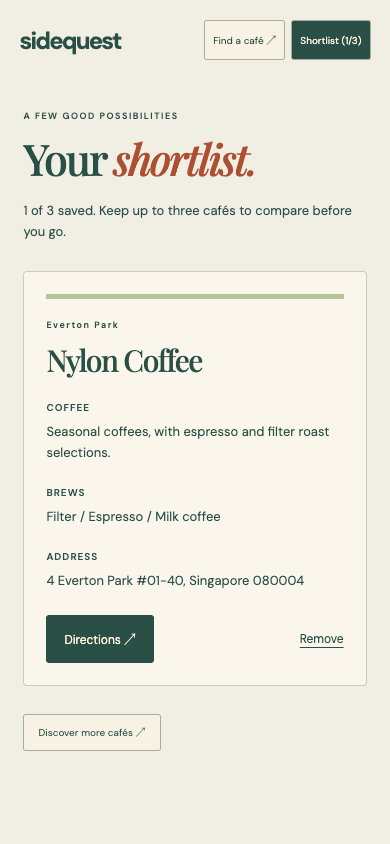 sidequest
Find a café ↗
Shortlist (1/3)
A FEW GOOD POSSIBILITIES
Your shortlist.
1 of 3 saved. Keep up to three cafés to compare before
you go.
Everton Park
Nylon Coffee
COFFEE
Seasonal coffees, with espresso and filter roast
selections.
BREWS
Filter / Espresso / Milk coffee
ADDRESS
4 Everton Park #01-40, Singapore 080004
Directions ↗
Remove
Discover more cafés ↗